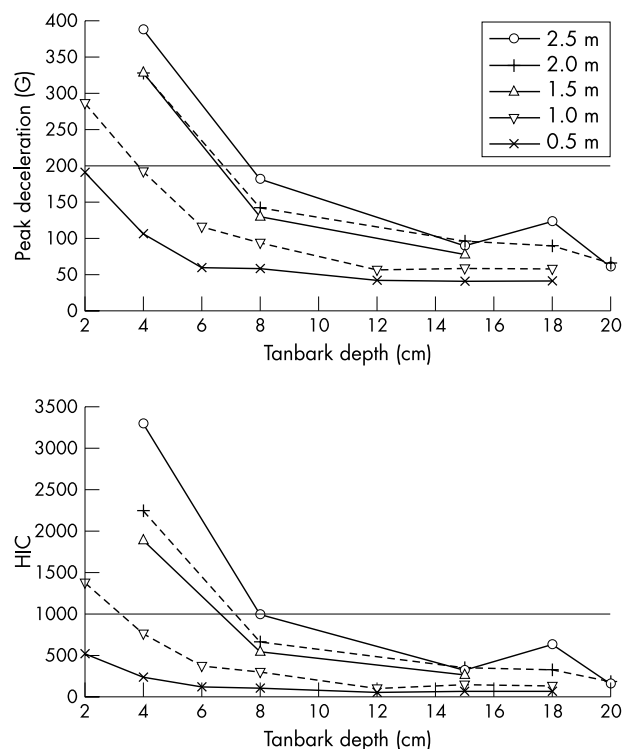 400
350
300
250
200
150
100
50
0
Peak deceleration (G)
2.5 m
2.0 m
1.5 m
1.0 m
0.5 m
2 4 6 8 10 12 14 16 18 20
Tanbark depth (cm)
3500
3000
2500
2000
1500
1000
500
0
HIC
2 4 6 8 10 12 14 16 18 20
Tanbark depth (cm)